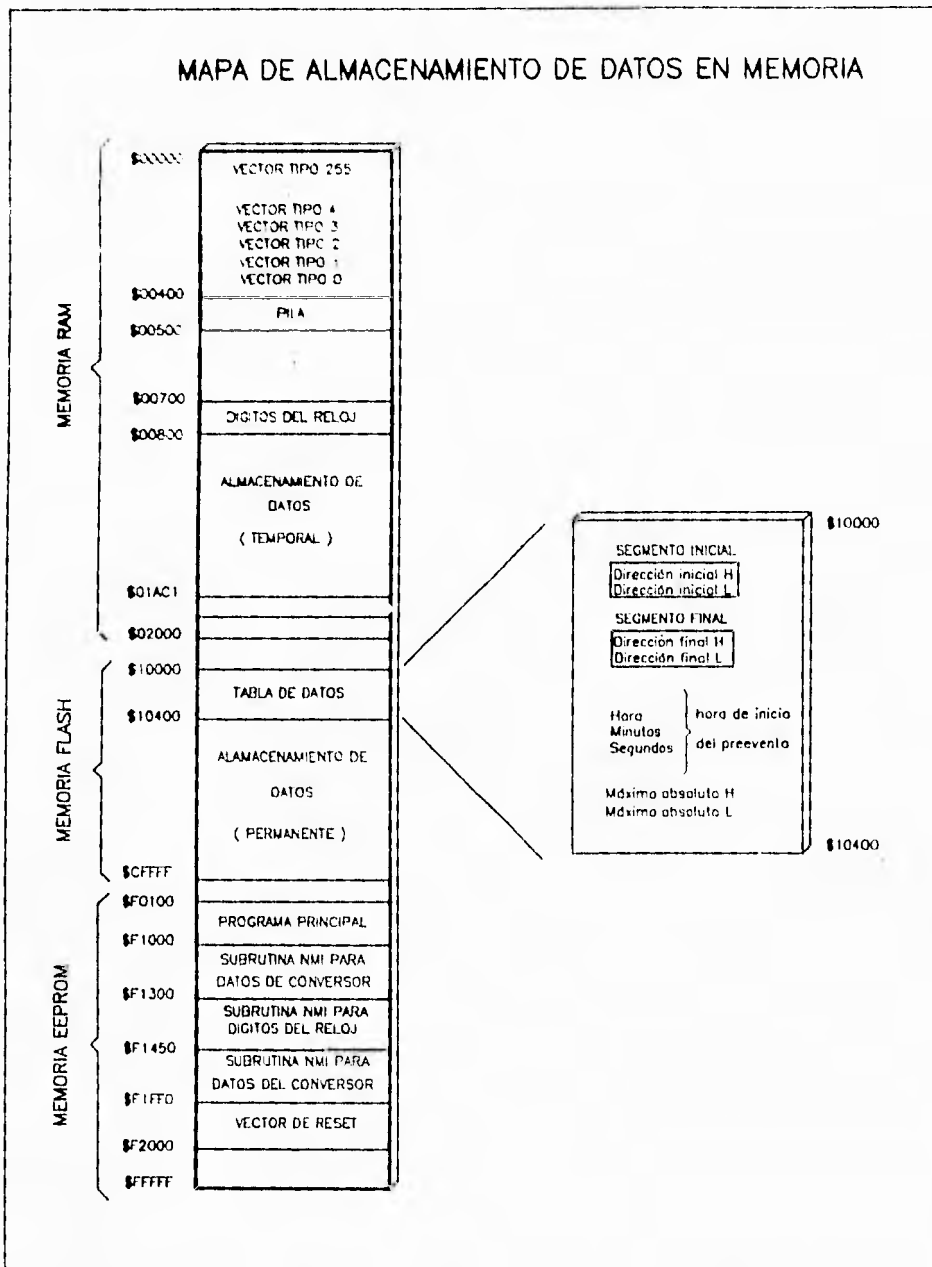 MAPA DE ALMACENAMIENTO DE DATOS EN MEMORIA
MEMORIA RAM
$00000
VECTOR TIPO 255
VECTOR TIPO 4
VECTOR TIPO 3
VECTOR TIPO 2
VECTOR TIPO 1
VECTOR TIPO 0
$00400
PILA
$00500
$00700
DIGITOS DEL RELOJ
$00800
ALMACENAMIENTO DE
DATOS
( TEMPORAL )
$01AC1
$02000
MEMORIA FLASH
$10000
TABLA DE DATOS
$10400
ALAMACENAMIENTO DE
DATOS
( PERMANENTE )
$CFFFF
MEMORIA EEPROM
$F0100
PROGRAMA PRINCIPAL
$F1000
SUBRUTINA NMI PARA
DATOS DE CONVERSOR
$F1300
SUBRUTINA NMI PARA
DIGITOS DEL RELOJ
$F1450
SUBRUTINA NMI PARA
DATOS DEL CONVERSOR
$F1FF0
VECTOR DE RESET
$F2000
$FFFFF
$10000
SEGMENTO INICIAL
Dirección inicial H
Dirección inicial L
SEGMENTO FINAL
Dirección final H
Dirección final L
Hora
Minutos
Segundos
hora de inicio
del preevento
Máximo absoluto H
Máximo absoluto L
$10400